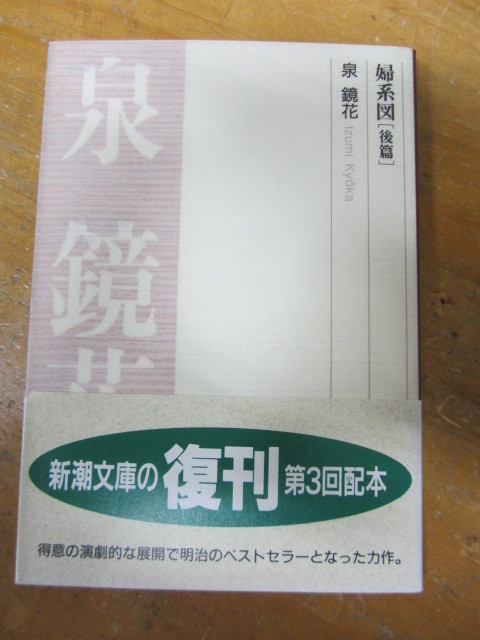 婦系図［後篇］
泉 鏡花 Izumi Kyōka
泉鏡花
新潮文庫の復刊 第3回配本
得意の演劇的な展開で明治のベストセラーとなった力作。